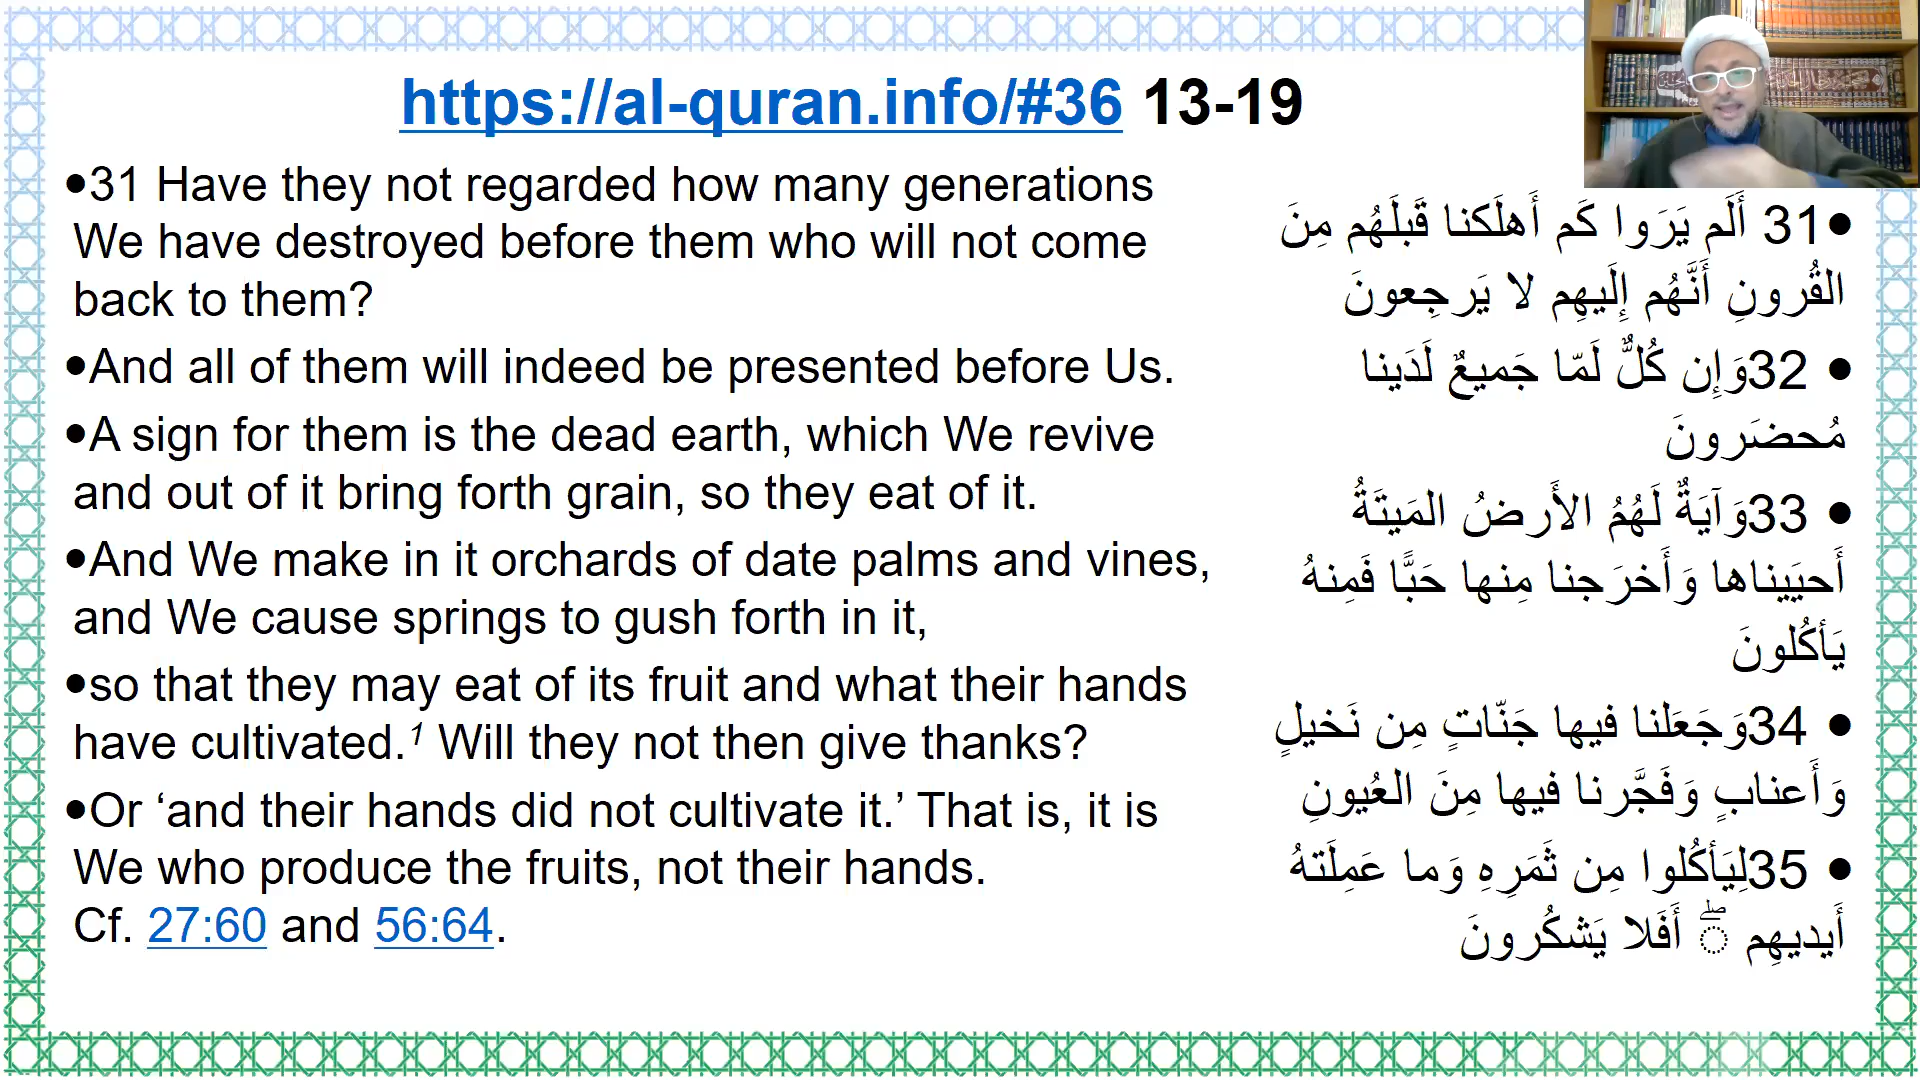 https://al-quran.info/#36 13-19
●31 Have they not regarded how many generations
We have destroyed before them who will not come
back to them?
●And all of them will indeed be presented before Us.
●A sign for them is the dead earth, which We revive
and out of it bring forth grain, so they eat of it.
●And We make in it orchards of date palms and vines,
and We cause springs to gush forth in it,
●so that they may eat of its fruit and what their hands
have cultivated.¹ Will they not then give thanks?
●Or ‘and their hands did not cultivate it.’ That is, it is
We who produce the fruits, not their hands.
Cf. 27:60 and 56:64.
●31 أَلَم يَرَوا كَم أَهلَكنا قَبلَهُم مِنَ
القُرونِ أَنَّهُم إِلَيهِم لا يَرجِعونَ
● 32وَإِن كُلٌّ لَمّا جَميعٌ لَدَينا
مُحضَرونَ
● 33وَآيَةٌ لَهُمُ الأَرضُ المَيتَةُ
أَحيَيناها وَأَخرَجنا مِنها حَبًّا فَمِنهُ
يَأكُلونَ
● 34وَجَعَلنا فيها جَنّاتٍ مِن نَخيلٍ
وَأَعنابٍ وَفَجَّرنا فيها مِنَ العُيونِ
● 35لِيَأكُلوا مِن ثَمَرِهِ وَما عَمِلَتهُ
أَيديهِم ۖ أَفَلا يَشكُرونَ